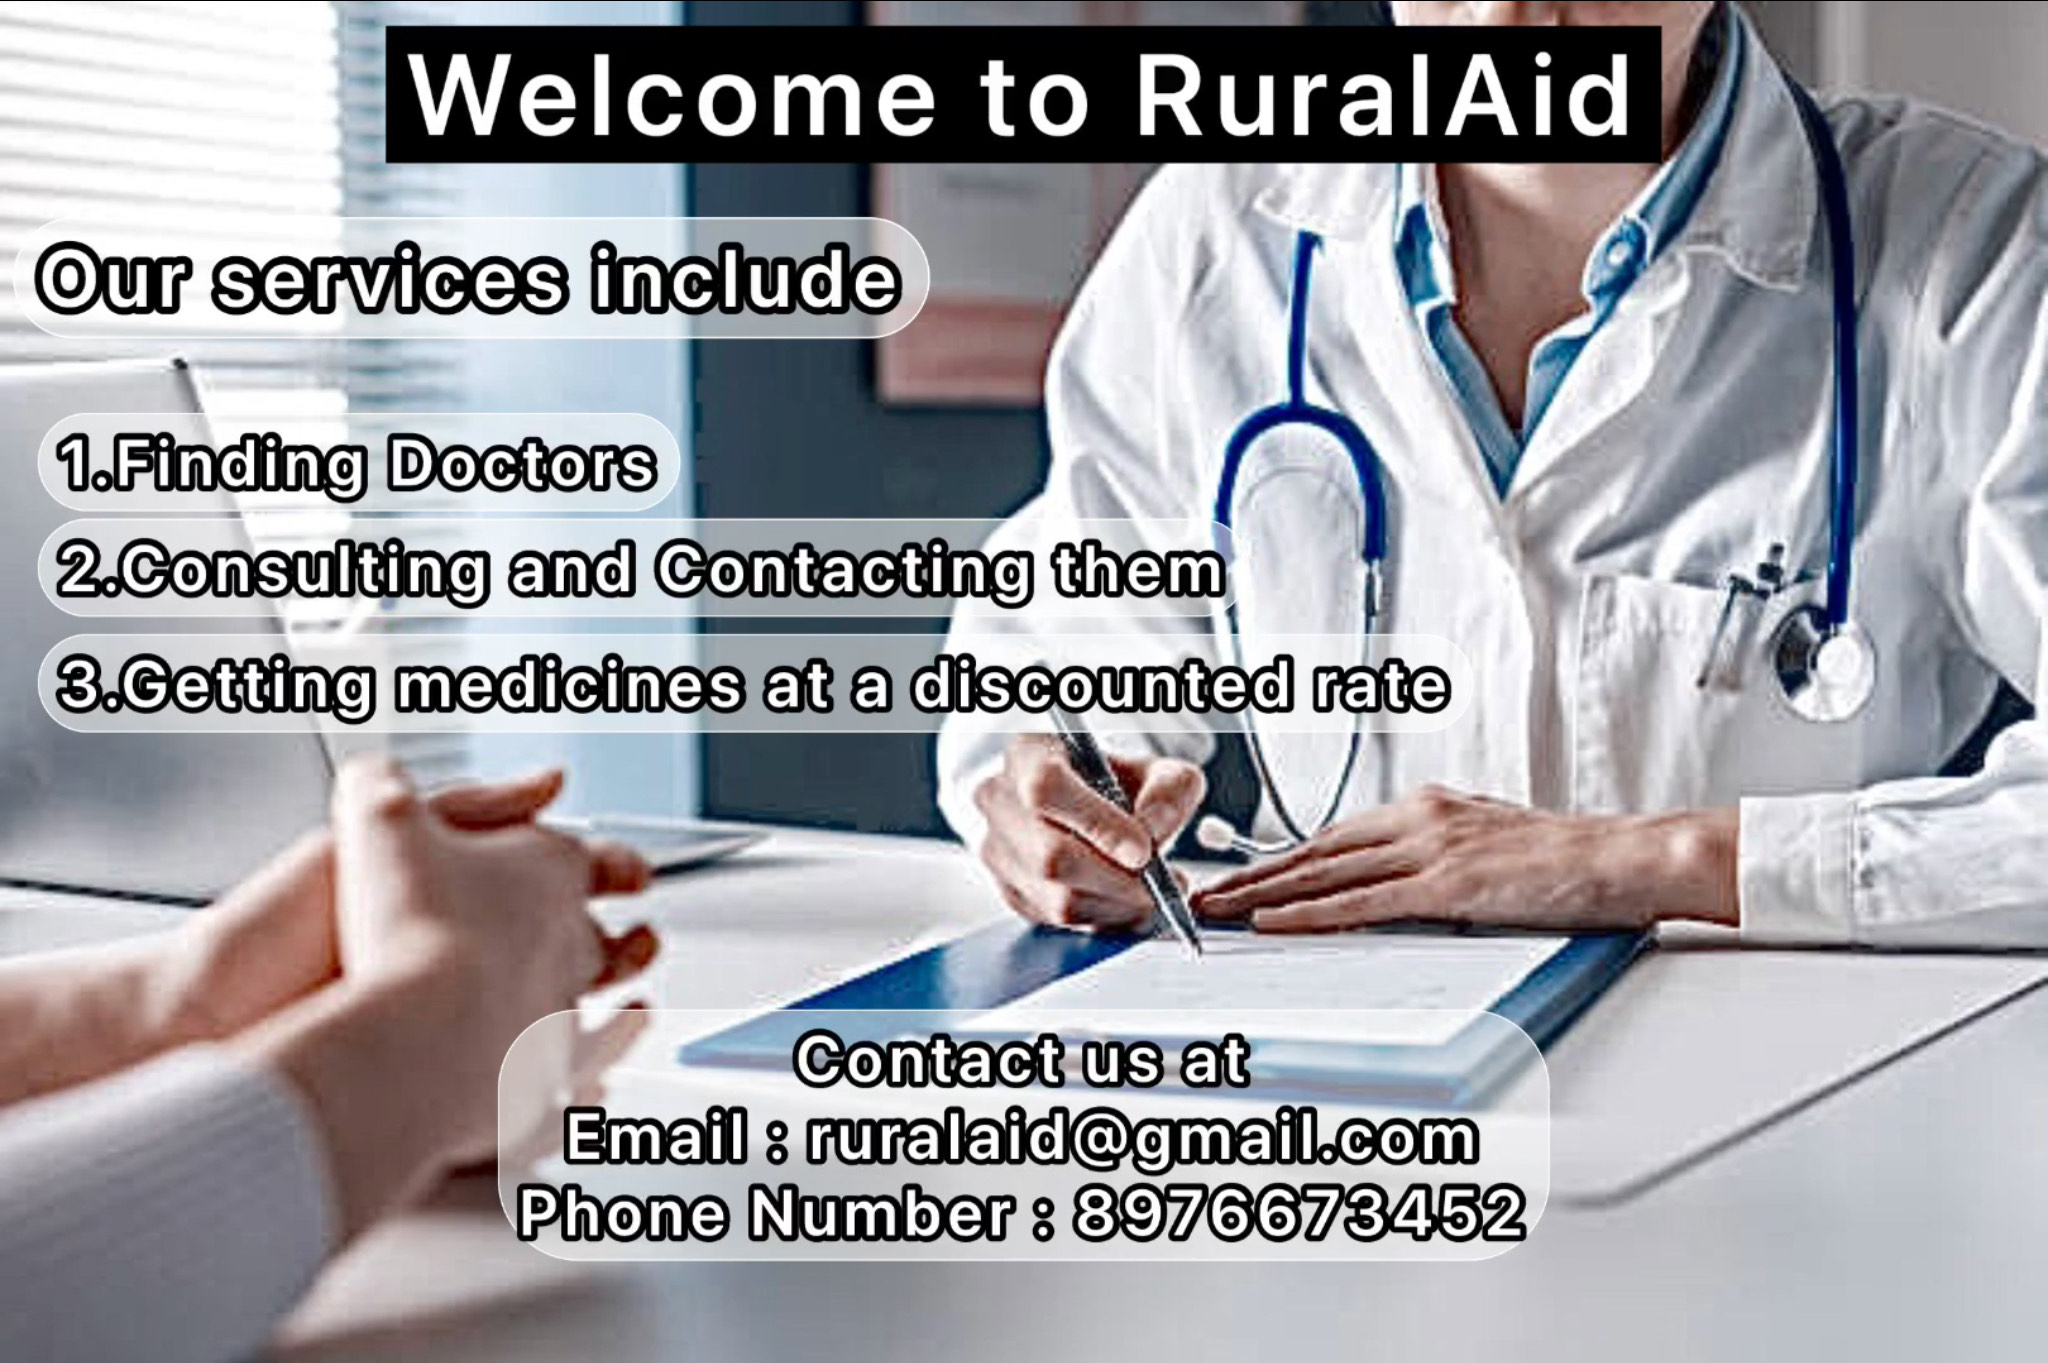 Welcome to RuralAid
Our services include
1.Finding Doctors
2.Consulting and Contacting them
3.Getting medicines at a discounted rate
Contact us at
Email : ruralaid@gmail.com
Phone Number : 8976673452